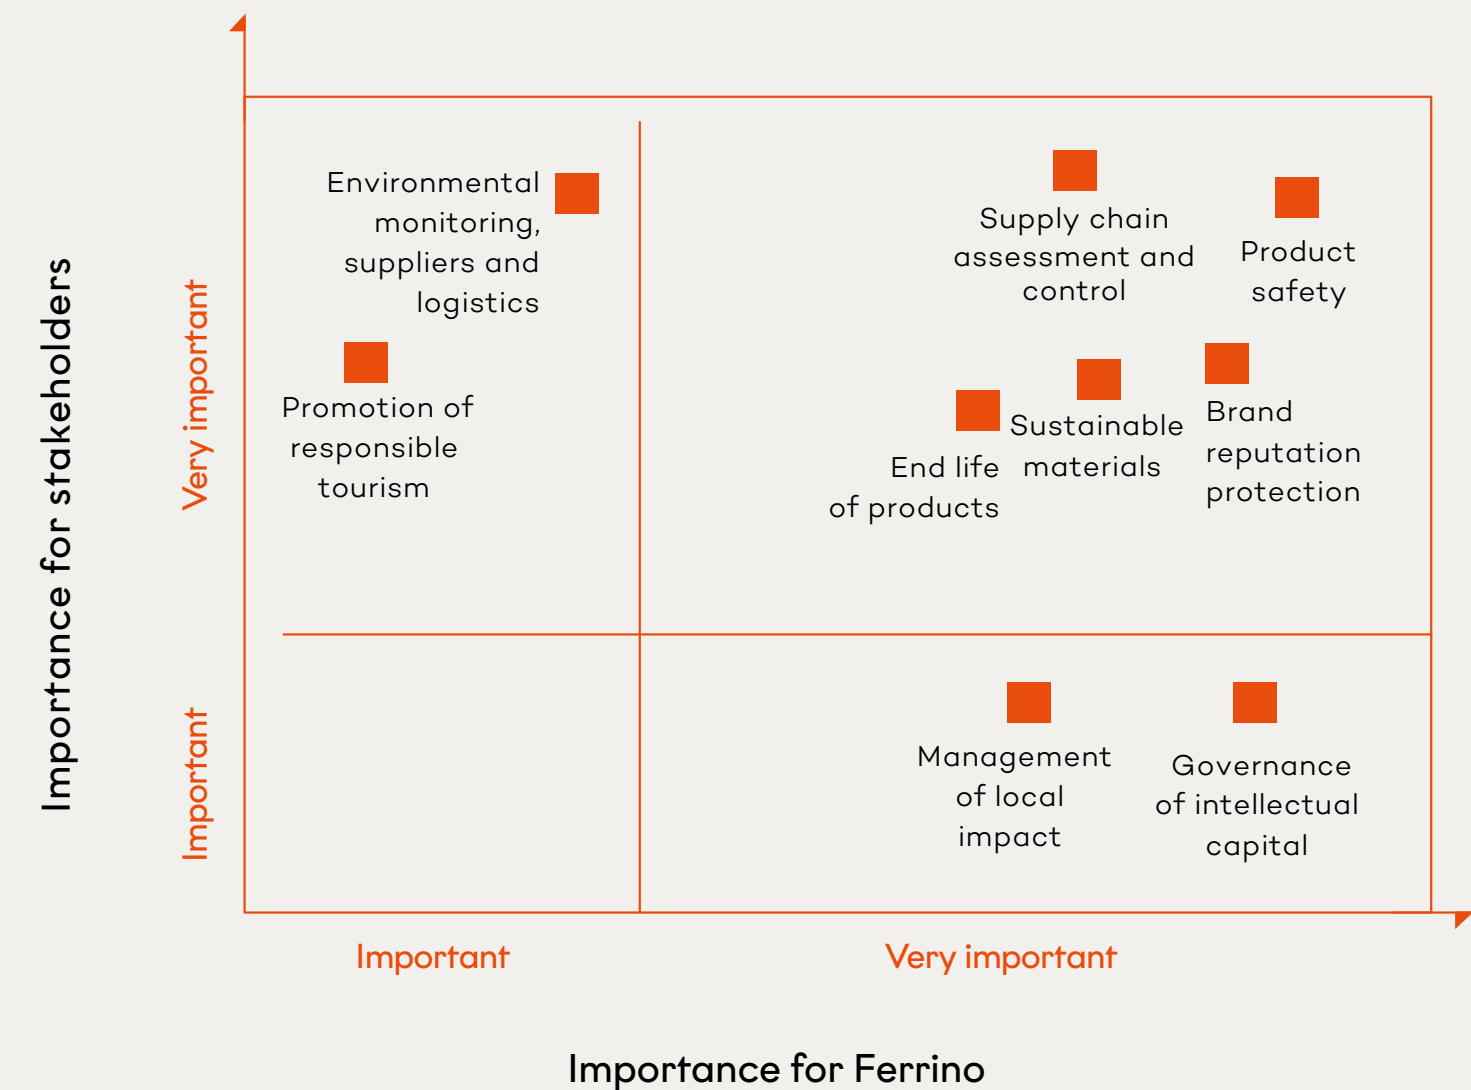 Importance for stakeholders
Very important
Important
Environmental
monitoring,
suppliers and
logistics
Promotion of
responsible
tourism
Supply chain
assessment and
control
Product
safety
End life
of products
Sustainable
materials
Brand
reputation
protection
Management
of local
impact
Governance
of intellectual
capital
Important
Very important
Importance for Ferrino